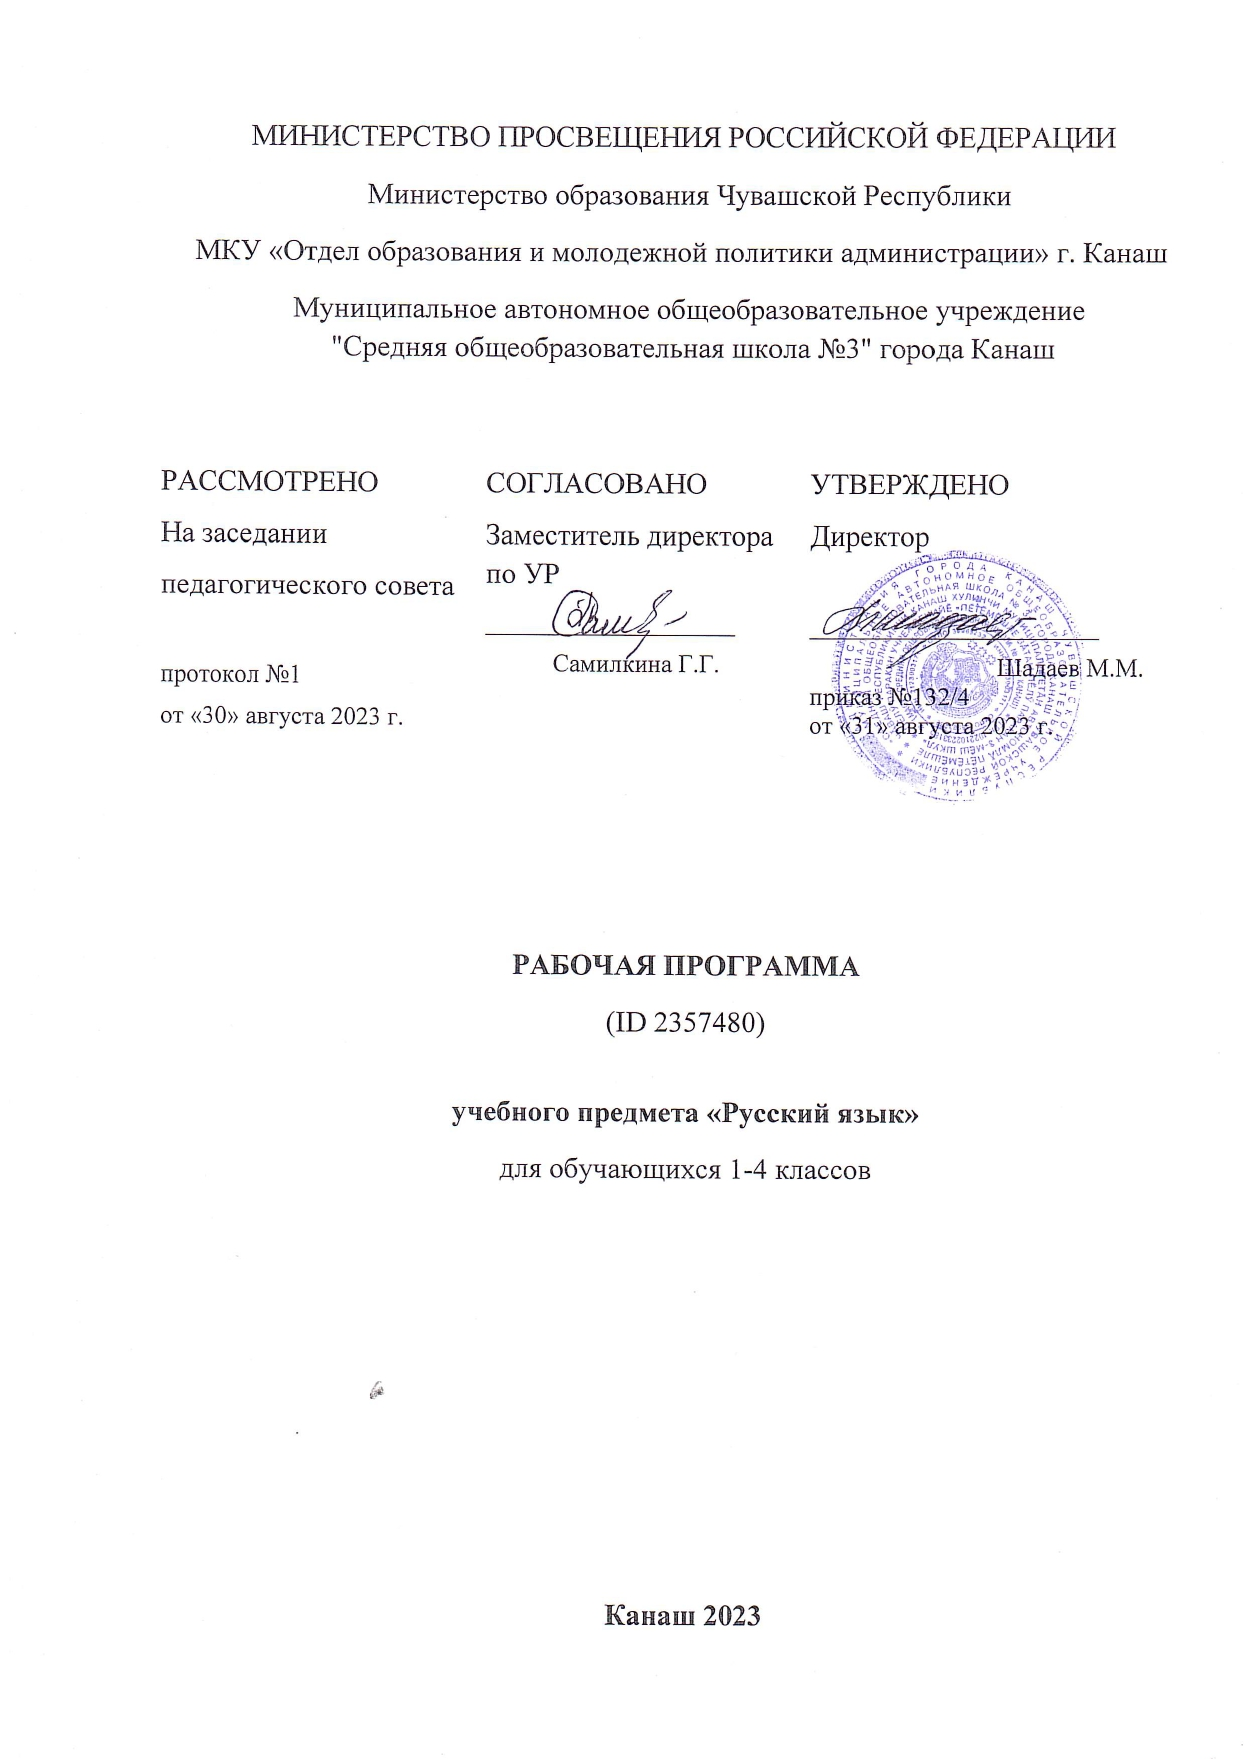 МИНИСТЕРСТВО ПРОСВЕЩЕНИЯ РОССИЙСКОЙ ФЕДЕРАЦИИ
Министерство образования Чувашской Республики
МКУ «Отдел образования и молодежной политики администрации» г. Канаш
Муниципальное автономное общеобразовательное учреждение
"Средняя общеобразовательная школа №3" города Канаш
РАССМОТРЕНО
На заседании
педагогического совета
протокол №1
от «30» августа 2023 г.
СОГЛАСОВАНО
Заместитель директора
по УР
Самилкина Г.Г.
УТВЕРЖДЕНО
Директор
Шадаев М.М.
приказ №132/4
от «31» августа 2023 г.
РАБОЧАЯ ПРОГРАММА
(ID 2357480)
учебного предмета «Русский язык»
для обучающихся 1-4 классов
Канаш 2023